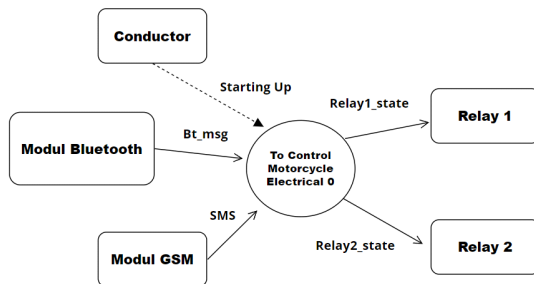 Conductor
Starting Up
Relay1_state
Relay 1
Bt_msg
Modul Bluetooth
To Control
Motorcycle
Electrical 0
SMS
Relay2_state
Relay 2
Modul GSM